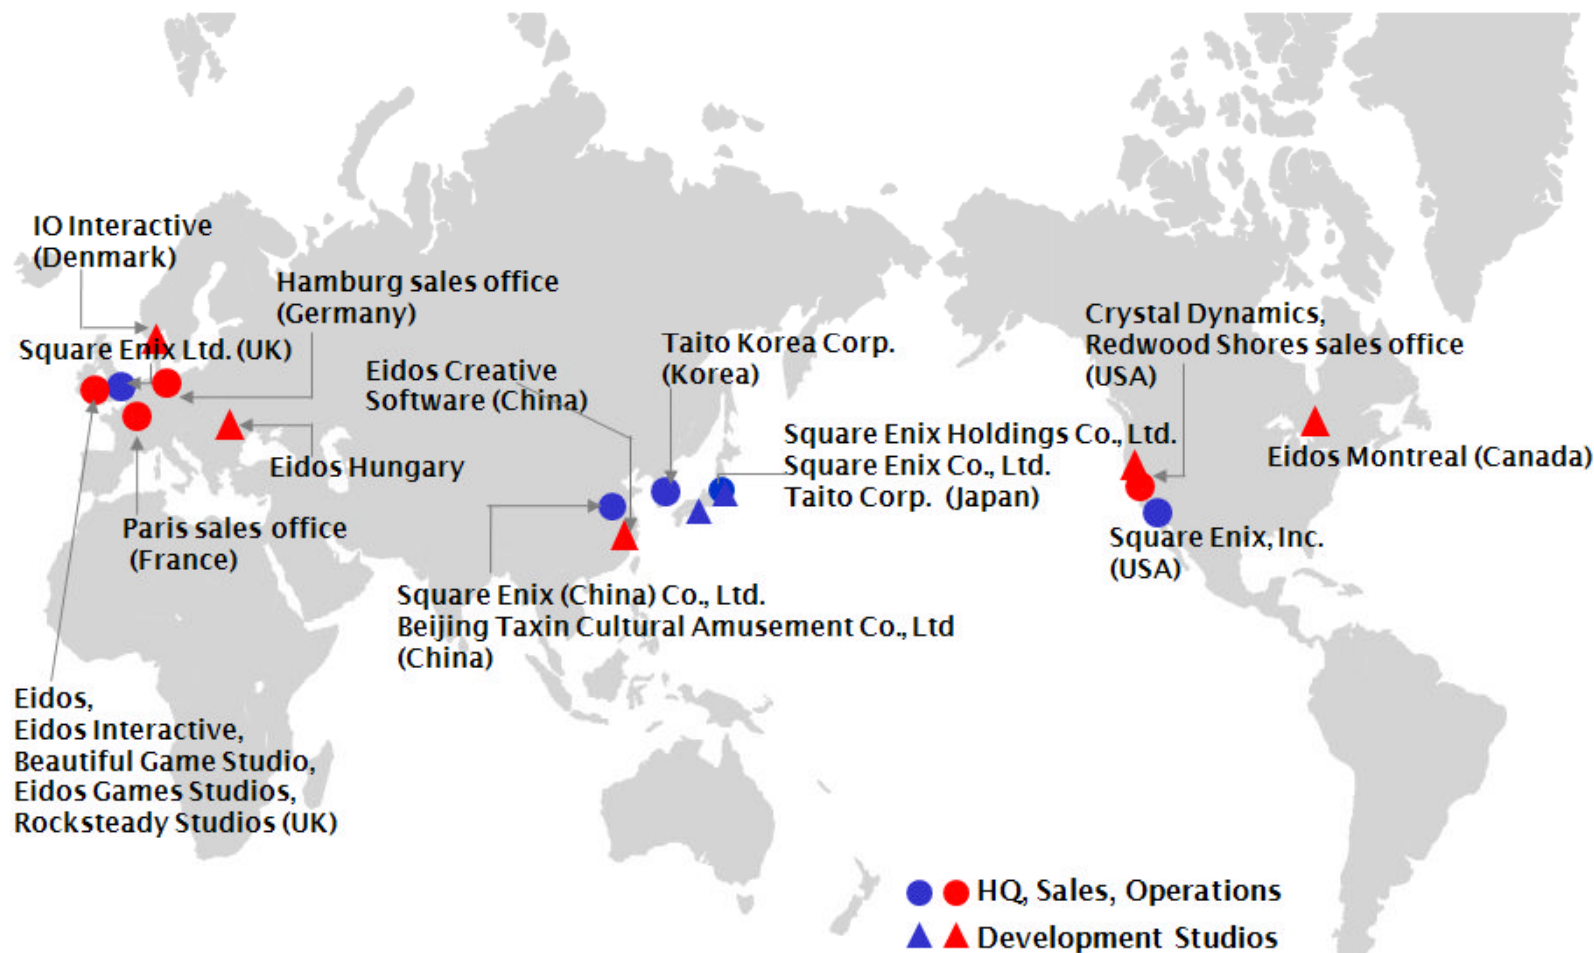 IO Interactive
(Denmark)
Hamburg sales office
(Germany)
Square Enix Ltd. (UK)
Eidos Creative
Software (China)
Taito Korea Corp.
(Korea)
Crystal Dynamics,
Redwood Shores sales office
(USA)
Square Enix Holdings Co., Ltd.
Square Enix Co., Ltd.
Taito Corp. (Japan)
Eidos Montreal (Canada)
Eidos Hungary
Paris sales office
(France)
Square Enix, Inc.
(USA)
Square Enix (China) Co., Ltd.
Beijing Taxin Cultural Amusement Co., Ltd
(China)
Eidos,
Eidos Interactive,
Beautiful Game Studio,
Eidos Games Studios,
Rocksteady Studios (UK)
HQ, Sales, Operations
Development Studios